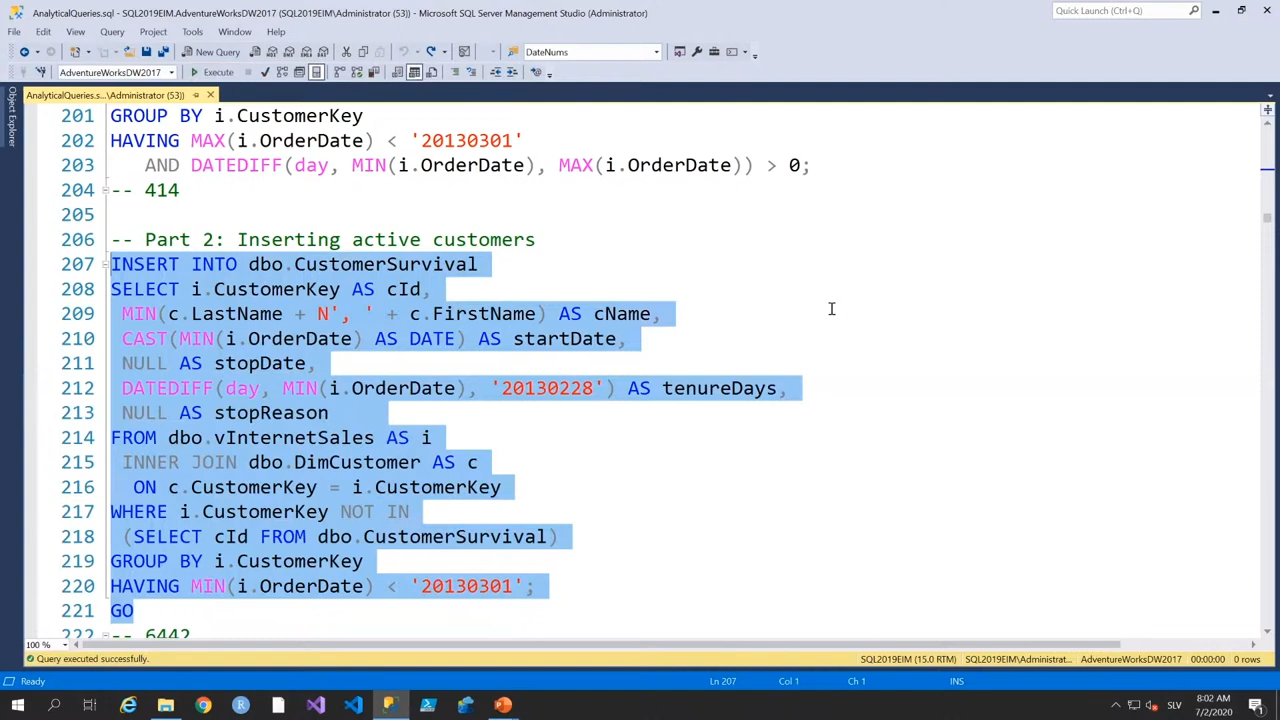 AnalyticalQueries.sql - SQL2019EIM.AdventureWorksDW2017 (SQL2019EIM\Administrator (53)) - Microsoft SQL Server Management Studio (Administrator)
Quick Launch (Ctrl+Q)
File Edit View Query Project Tools Window Help
New Query DateNums
AdventureWorksDW2017 Execute
AnalyticalQueries.s...\Administrator (53))
Object Explorer
201 GROUP BY i.CustomerKey
202 HAVING MAX(i.OrderDate) < '20130301'
203 AND DATEDIFF(day, MIN(i.OrderDate), MAX(i.OrderDate)) > 0;
204 -- 414
205
206 -- Part 2: Inserting active customers
207 INSERT INTO dbo.CustomerSurvival
208 SELECT i.CustomerKey AS cId,
209 MIN(c.LastName + N', ' + c.FirstName) AS cName,
210 CAST(MIN(i.OrderDate) AS DATE) AS startDate,
211 NULL AS stopDate,
212 DATEDIFF(day, MIN(i.OrderDate), '20130228') AS tenureDays,
213 NULL AS stopReason
214 FROM dbo.vInternetSales AS i
215 INNER JOIN dbo.DimCustomer AS c
216 ON c.CustomerKey = i.CustomerKey
217 WHERE i.CustomerKey NOT IN
218 (SELECT cId FROM dbo.CustomerSurvival)
219 GROUP BY i.CustomerKey
220 HAVING MIN(i.OrderDate) < '20130301';
221 GO
222 -- 6442
100 %
Query executed successfully. SQL2019EIM (15.0 RTM) SQL2019EIM\Administrat... AdventureWorksDW2017 00:00:00 0 rows
Ready Ln 207 Col 1 Ch 1 INS
SLV 8:02 AM
7/2/2020